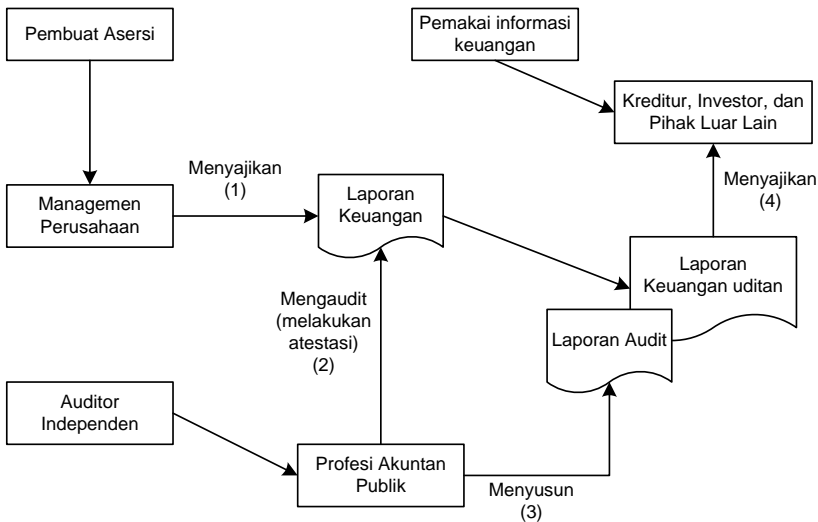 Pembuat Asersi
Pemakai informasi
keuangan
Kreditur, Investor, dan
Pihak Luar Lain
Managemen
Perusahaan
Menyajikan
(1)
Laporan
Keuangan
Menyajikan
(4)
Laporan
Keuangan uditan
Mengaudit
(melakukan
atestasi)
(2)
Laporan Audit
Auditor
Independen
Profesi Akuntan
Publik
Menyusun
(3)